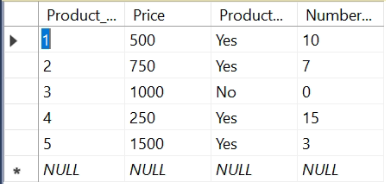 Product_... Price Product... Number...
1 500 Yes 10
2 750 Yes 7
3 1000 No 0
4 250 Yes 15
5 1500 Yes 3
NULL NULL NULL NULL